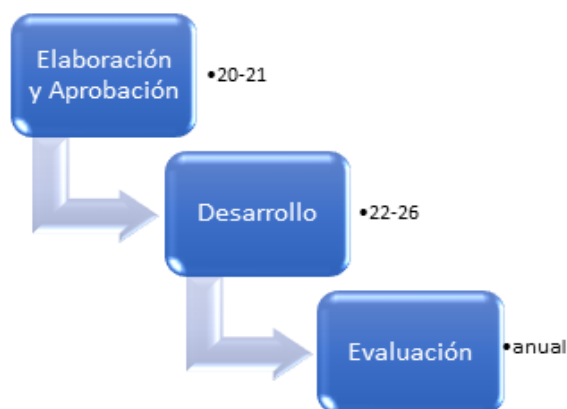 Elaboración
y Aprobación
•20-21
Desarrollo
•22-26
Evaluación
•anual